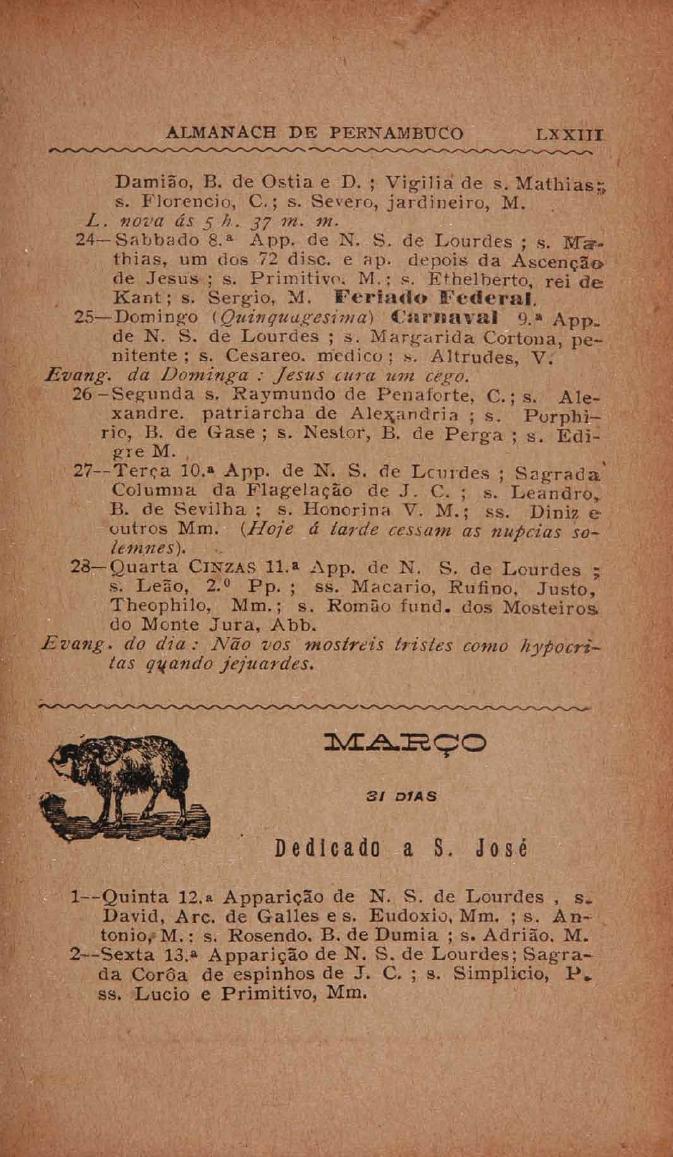 ALMANACH DE PERNAMBUCO LXXIII
Damião, B. de Ostia e D. ; Vigilia de s. Mathias;
s. Florencio, C.; s. Severo, jardineiro, M.
L. nova ás 5 h. 37 m. m.
24—Sabbado 8.ª App. de N. S. de Lourdes ; s. Ma-
thias, um dos 72 disc. e ap. depois da Ascenção
de Jesus ; s. Primitivo. M.; s. Ethelberto, rei de
Kant; s. Sergio, M. Feriado Federal.
25—Domingo (Quinquagesima) Carnaval 9.ª App.
de N. S. de Lourdes ; s. Margarida Cortona, pe-
nitente ; s. Cesareo. medico ; s. Altrudes, V.
Evang. da Dominga : Jesus cura um cego.
26—Segunda s. Raymundo de Penaforte, C.; s. Ale-
xandre. patriarcha de Alexandria ; s. Porphi-
rio, B. de Gase ; s. Nestor, B. de Perga ; s. Edi-
gre M.
27--Terça 10.ª App. de N. S. de Lourdes ; Sagrada
Columna da Flagelação de J. C. ; s. Leandro,
B. de Sevilha ; s. Honorina V. M.; ss. Diniz e
outros Mm. (Hoje á tarde cessam as nupcias so-
lemnes).
28—Quarta CINZAS 11.ª App. de N. S. de Lourdes ;
s. Leão, 2.º Pp. ; ss. Macario, Rufino, Justo,
Theophilo, Mm.; s. Romão fund. dos Mosteiros
do Monte Jura, Abb.
Evang. do dia : Não vos mostreis tristes como hypocri-
tas quando jejuardes.
MARÇO
31 DIAS
Dedicado a S. José
1--Quinta 12.ª Apparição de N. S. de Lourdes , s.
David, Arc. de Galles e s. Eudoxio, Mm. ; s. An-
tonio, M.; s. Rosendo. B. de Dumia ; s. Adrião. M.
2--Sexta 13.ª Apparição de N. S. de Lourdes; Sagra-
da Corôa de espinhos de J. C. ; s. Simplicio, P.
ss. Lucio e Primitivo, Mm.